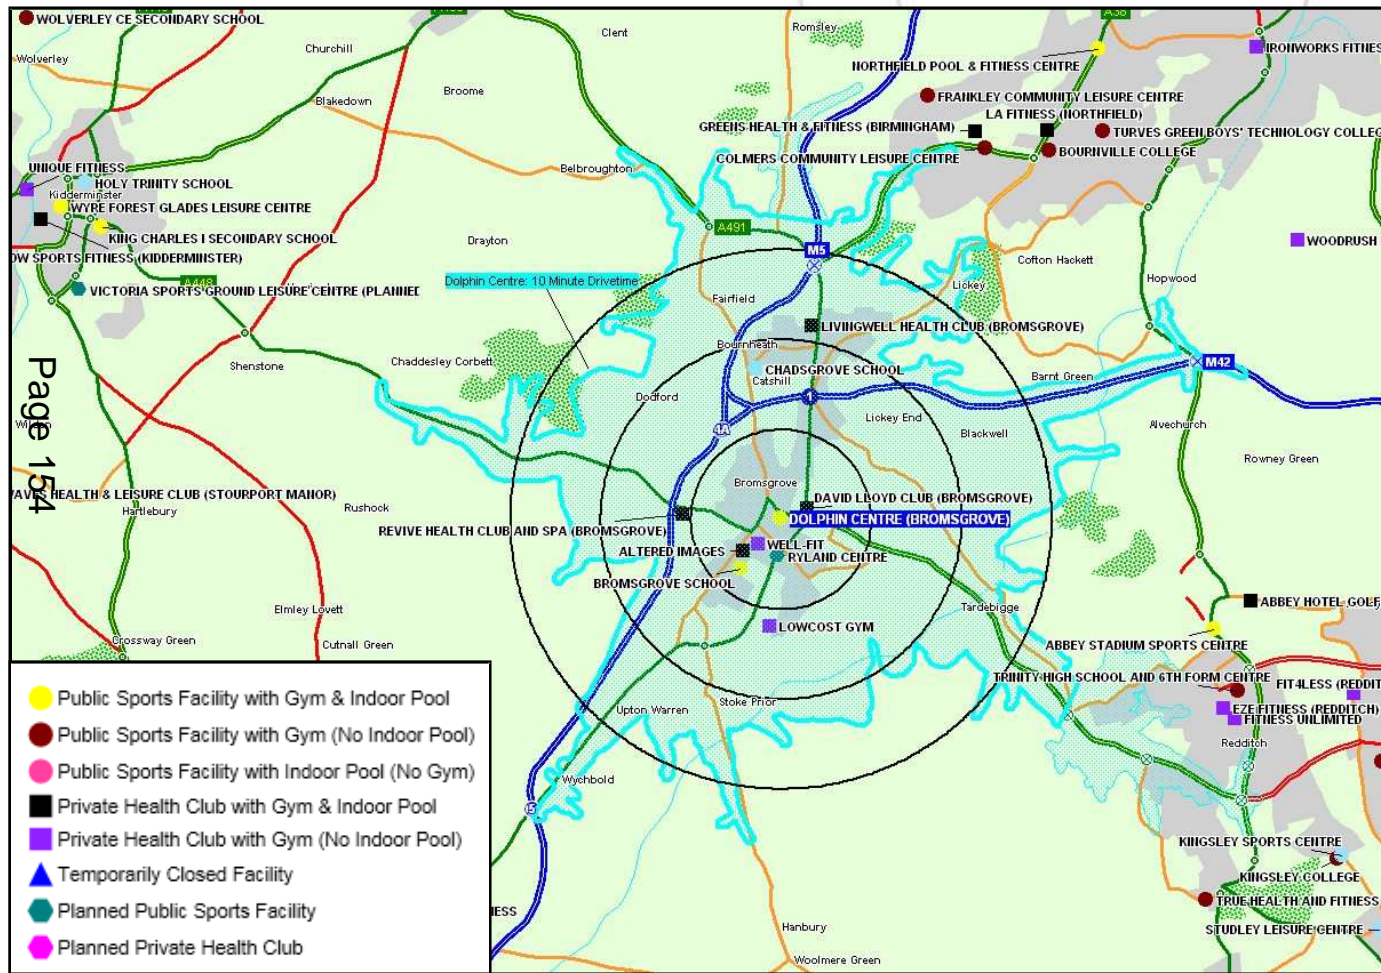 WOLVERLEY CE SECONDARY SCHOOL
A38
Clent
Romsley
Churchill
Wolverley
IRONWORKS FITNES
NORTHFIELD POOL & FITNESS CENTRE
Broome
Blakedown
FRANKLEY COMMUNITY LEISURE CENTRE
LA FITNESS (NORTHFIELD)
GREENS HEALTH & FITNESS (BIRMINGHAM)
TURVES GREEN BOYS' TECHNOLOGY COLLEG
COLMERS COMMUNITY LEISURE CENTRE
BOURNVILLE COLLEGE
UNIQUE FITNESS
Belbroughton
HOLY TRINITY SCHOOL
Kidderminster
WYRE FOREST GLADES LEISURE CENTRE
A491
KING CHARLES I SECONDARY SCHOOL
Drayton
WOODRUSH
M5
OW SPORTS FITNESS (KIDDERMINSTER)
Cofton Hackett
Hopwood
A448
Dolphin Centre: 10 Minute Drivetime
Lickey
VICTORIA SPORTS GROUND LEISURE CENTRE (PLANNED
Fairfield
LIVINGWELL HEALTH CLUB (BROMSGROVE)
Bournheath
Chaddesley Corbett
Shenstone
M42
CHADSGROVE SCHOOL
Catshill
Barnt Green
Dodford
1
Lickey End
Alvechurch
4A
Blackwell
Page 154
Rowney Green
Bromsgrove
AVES HEALTH & LEISURE CLUB (STOURPORT MANOR)
DAVID LLOYD CLUB (BROMSGROVE)
Hartlebury
Rushock
DOLPHIN CENTRE (BROMSGROVE)
REVIVE HEALTH CLUB AND SPA (BROMSGROVE)
WELL-FIT
ALTERED IMAGES
RYLAND CENTRE
BROMSGROVE SCHOOL
ABBEY HOTEL GOLF
Elmley Lovett
Tardebigge
LOWCOST GYM
Crossway Green
Cutnall Green
ABBEY STADIUM SPORTS CENTRE
TRINITY HIGH SCHOOL AND 6TH FORM CENTRE
FIT4LESS (REDDIT
Stoke Prior
Upton Warren
EZE FITNESS (REDDITCH)
FITNESS UNLIMITED
Redditch
Wychbold
5
KINGSLEY SPORTS CENTRE
KINGSLEY COLLEGE
TRUE HEALTH AND FITNESS
NESS
Hanbury
STUDLEY LEISURE CENTRE
Woolmere Green
Public Sports Facility with Gym & Indoor Pool
Public Sports Facility with Gym (No Indoor Pool)
Public Sports Facility with Indoor Pool (No Gym)
Private Health Club with Gym & Indoor Pool
Private Health Club with Gym (No Indoor Pool)
Temporarily Closed Facility
Planned Public Sports Facility
Planned Private Health Club